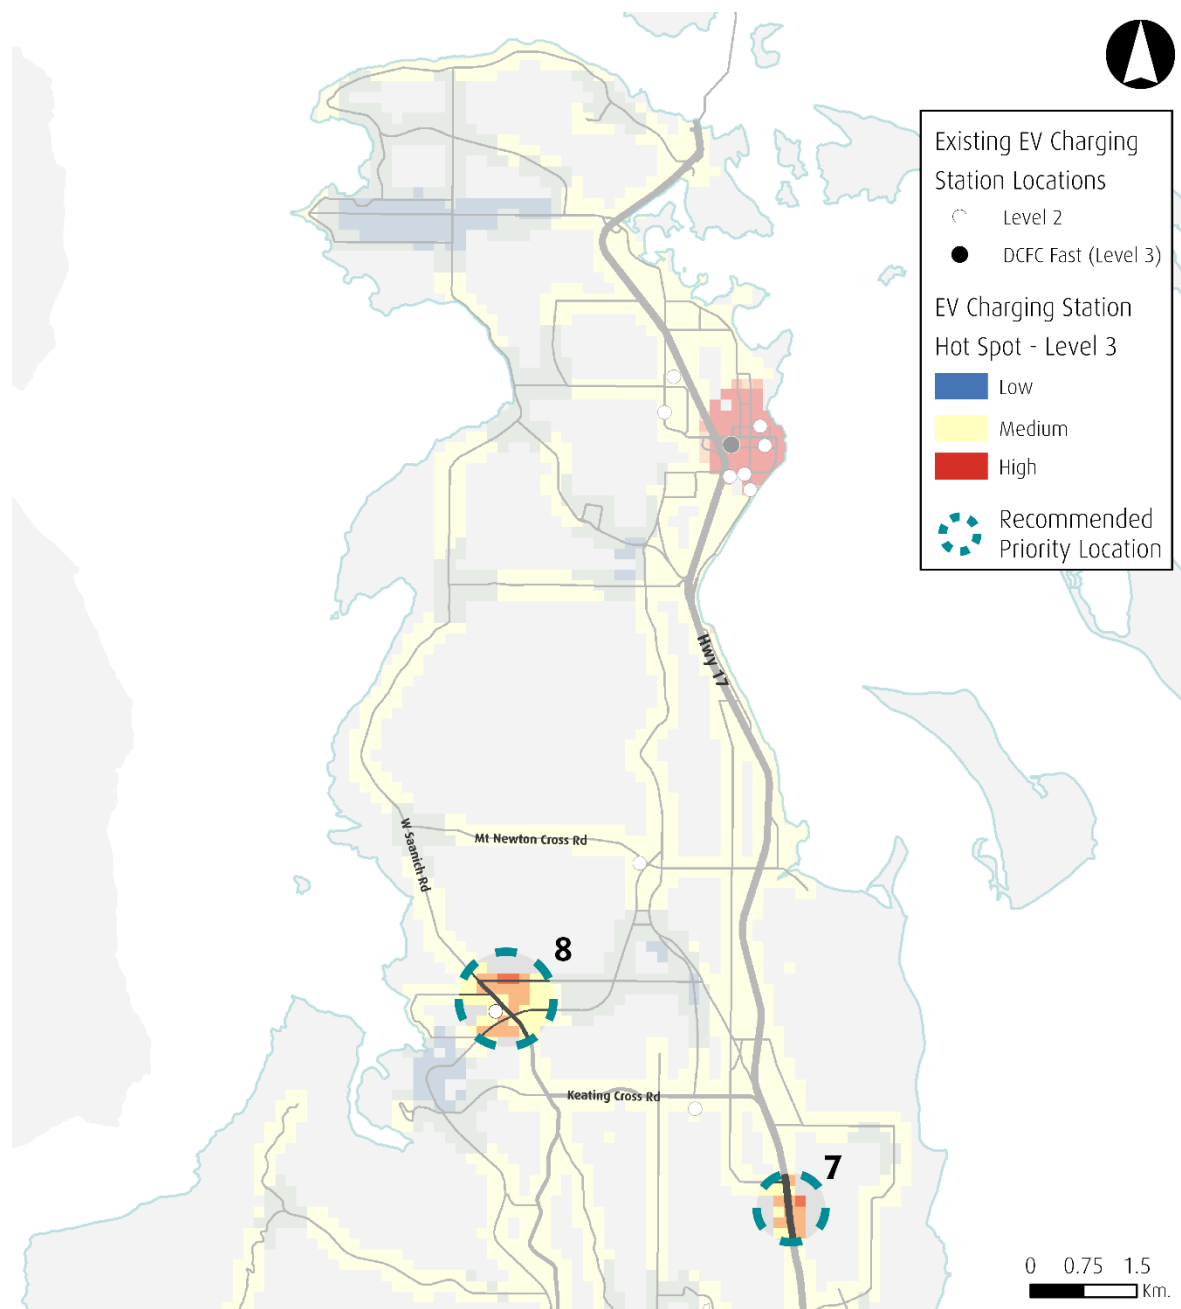 Existing EV Charging
Station Locations
Level 2
DCFC Fast (Level 3)
EV Charging Station
Hot Spot - Level 3
Low
Medium
High
Recommended
Priority Location
Hwy 17
W Saanich Rd
Mt Newton Cross Rd
8
Keating Cross Rd
7
0 0.75 1.5
Km.